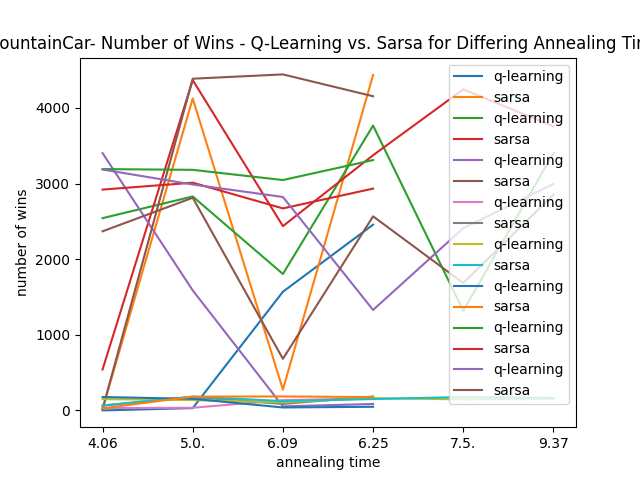 ountainCar- Number of Wins - Q-Learning vs. Sarsa for Differing Annealing Tim
number of wins
4000
3000
2000
1000
0
4.06 5.0. 6.09 6.25 7.5. 9.37
annealing time
q-learning
sarsa
q-learning
sarsa
q-learning
sarsa
q-learning
sarsa
q-learning
sarsa
q-learning
sarsa
q-learning
sarsa
q-learning
sarsa